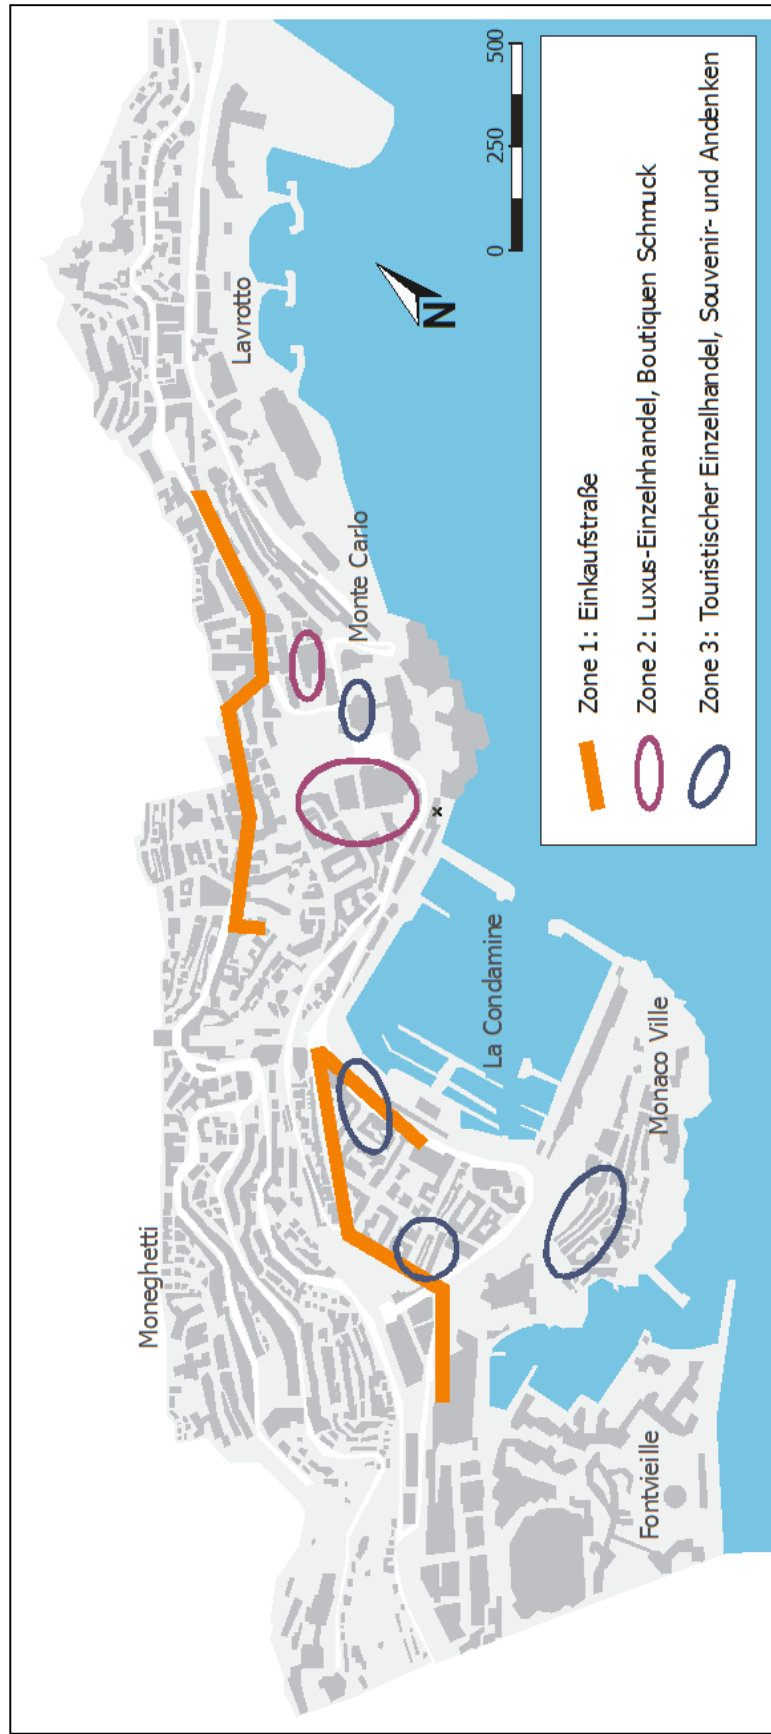 Moneghetti
Fontvieille
Monaco Ville
La Condamine
Monte Carlo
Lavrotto
N
0 250 500
Zone 1: Einkaufstraße
Zone 2: Luxus-Einzelnhandel, Boutiquen Schmuck
Zone 3: Touristischer Einzelhandel, Souvenir- und Andenken